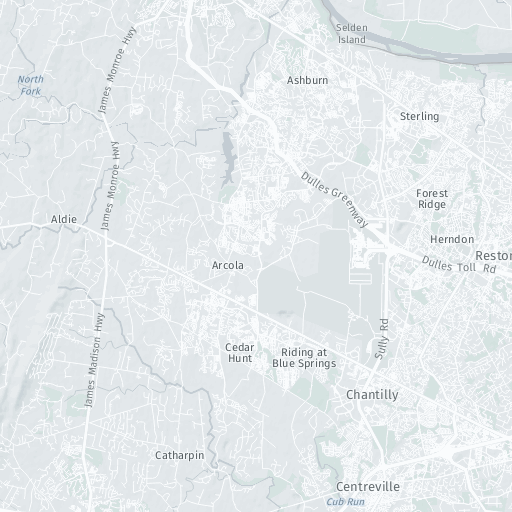 Selden
Island
James Monroe Hwy
North
Fork
Ashburn
Sterling
James Monroe Hwy
Dulles Greenway
Forest
Ridge
Aldie
Herndon
Reston
Dulles Toll Rd
Arcola
James Madison Hwy
Sully Rd
Cedar
Hunt
Riding at
Blue Springs
Chantilly
Catharpin
Centreville
Cub Run